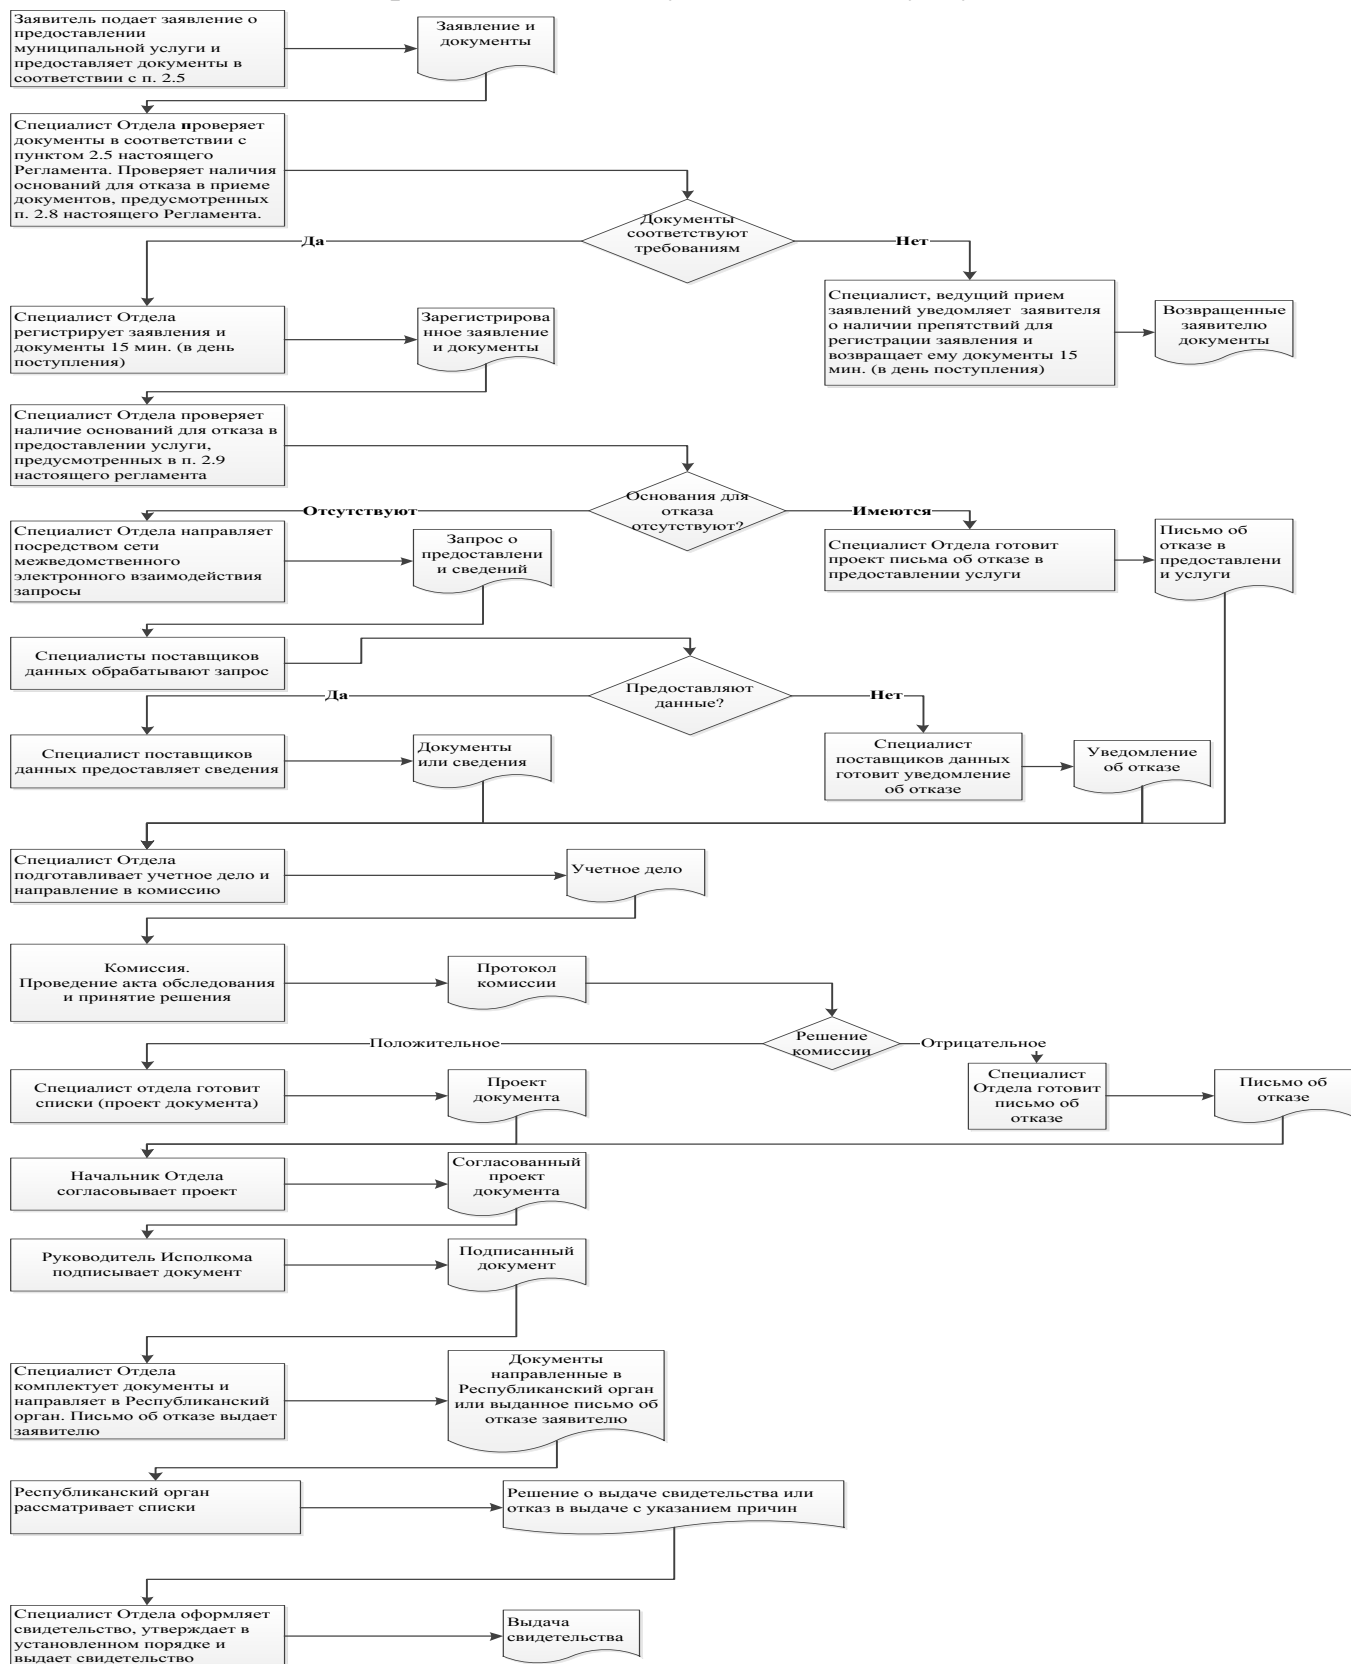 Заявитель подает заявление о
предоставлении
муниципальной услуги и
предоставляет документы в
соответствии с п. 2.5
Заявление и
документы
Специалист Отдела проверяет
документы в соответствии с
пунктом 2.5 настоящего
Регламента. Проверяет наличия
оснований для отказа в приеме
документов, предусмотренных
п. 2.8 настоящего Регламента.
Документы
соответствуют
требованиям
Да
Нет
Специалист Отдела
регистрирует заявления и
документы 15 мин. (в день
поступления)
Зарегистрирова
нное заявление
и документы
Специалист, ведущий прием
заявлений уведомляет  заявителя
о наличии препятствий для
регистрации заявления и
возвращает ему документы 15
мин. (в день поступления)
Возвращенные
заявителю
документы
Специалист Отдела проверяет
наличие оснований для отказа в
предоставлении услуги,
предусмотренных в п. 2.9
настоящего регламента
Основания для
отказа
отсутствуют?
Отсутствуют
Имеются
Специалист Отдела направляет
посредством сети
межведомственного
электронного взаимодействия
запросы
Запрос о
предоставлени
и сведений
Специалист Отдела готовит
проект письма об отказе в
предоставлении услуги
Письмо об
отказе в
предоставлени
и услуги
Специалисты поставщиков
данных обрабатывают запрос
Предоставляют
данные?
Да
Нет
Специалист поставщиков
данных предоставляет сведения
Документы
или сведения
Специалист
поставщиков данных
готовит уведомление
об отказе
Уведомление
об отказе
Специалист Отдела
подготавливает учетное дело и
направление в комиссию
Учетное дело
Комиссия.
Проведение акта обследования
и принятие решения
Протокол
комиссии
Решение
комиссии
Положительное
Отрицательное
Специалист отдела готовит
списки (проект документа)
Проект
документа
Специалист
Отдела готовит
письмо об
отказе
Письмо об
отказе
Начальник Отдела
согласовывает проект
Согласованный
проект
документа
Руководитель Исполкома
подписывает документ
Подписанный
документ
Специалист Отдела
комплектует документы и
направляет в Республиканский
орган. Письмо об отказе выдает
заявителю
Документы
направленные в
Республиканский орган
или выданное письмо об
отказе заявителю
Республиканский орган
рассматривает списки
Решение о выдаче свидетельства или
отказ в выдаче с указанием причин
Специалист Отдела оформляет
свидетельство, утверждает в
установленном порядке и
выдает свидетельство
Выдача
свидетельства